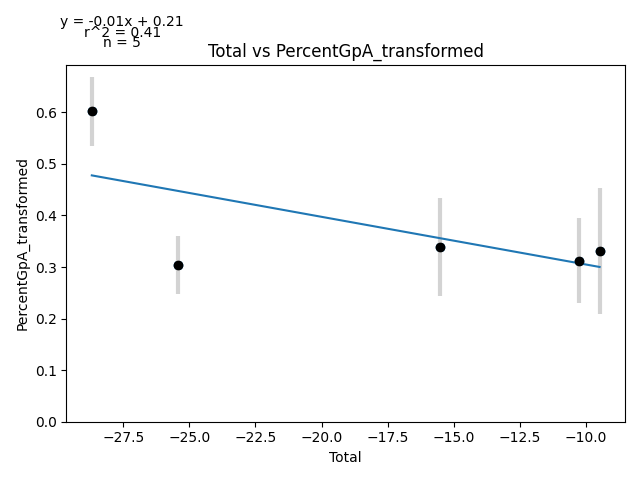 y = -0.01x + 0.21
r^2 = 0.41
n = 5
Total vs PercentGpA_transformed
PercentGpA_transformed
0.6
0.5
0.4
0.3
0.2
0.1
0.0
−27.5 −25.0 −22.5 −20.0 −17.5 −15.0 −12.5 −10.0
Total